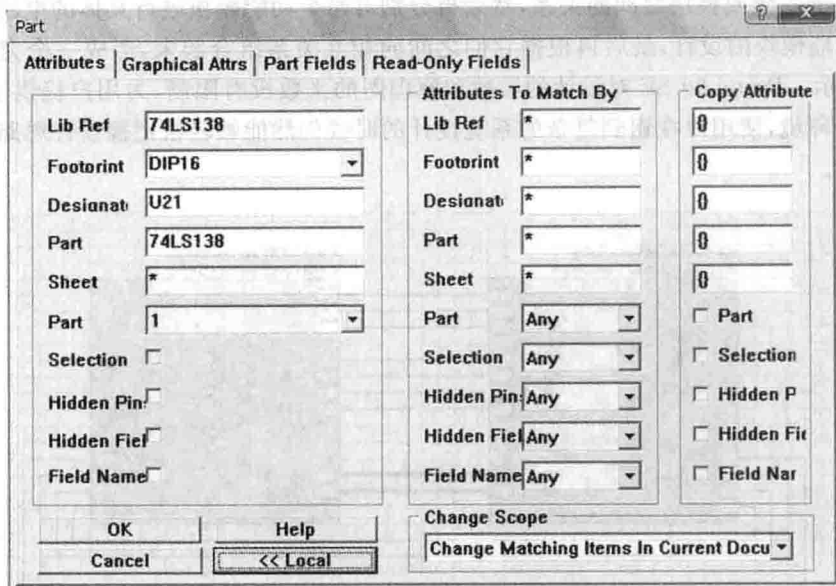 Part
Attributes Graphical Attrs Part Fields Read-Only Fields
Attributes To Match By
Copy Attribute
Lib Ref 74LS138 Lib Ref * {}
Footprint DIP16 Footprint * {}
Designat U21 Designat * {}
Part 74LS138 Part * {}
Sheet * Sheet * {}
Part 1 Part Any Part
Selection Selection Any Selection
Hidden Pin Hidden Pin Any Hidden P
Hidden Fiel Hidden Fiel Any Hidden Fie
Field Name Field Name Any Field Nar
Change Scope
OK Help
Change Matching Items In Current Docu
Cancel << Local